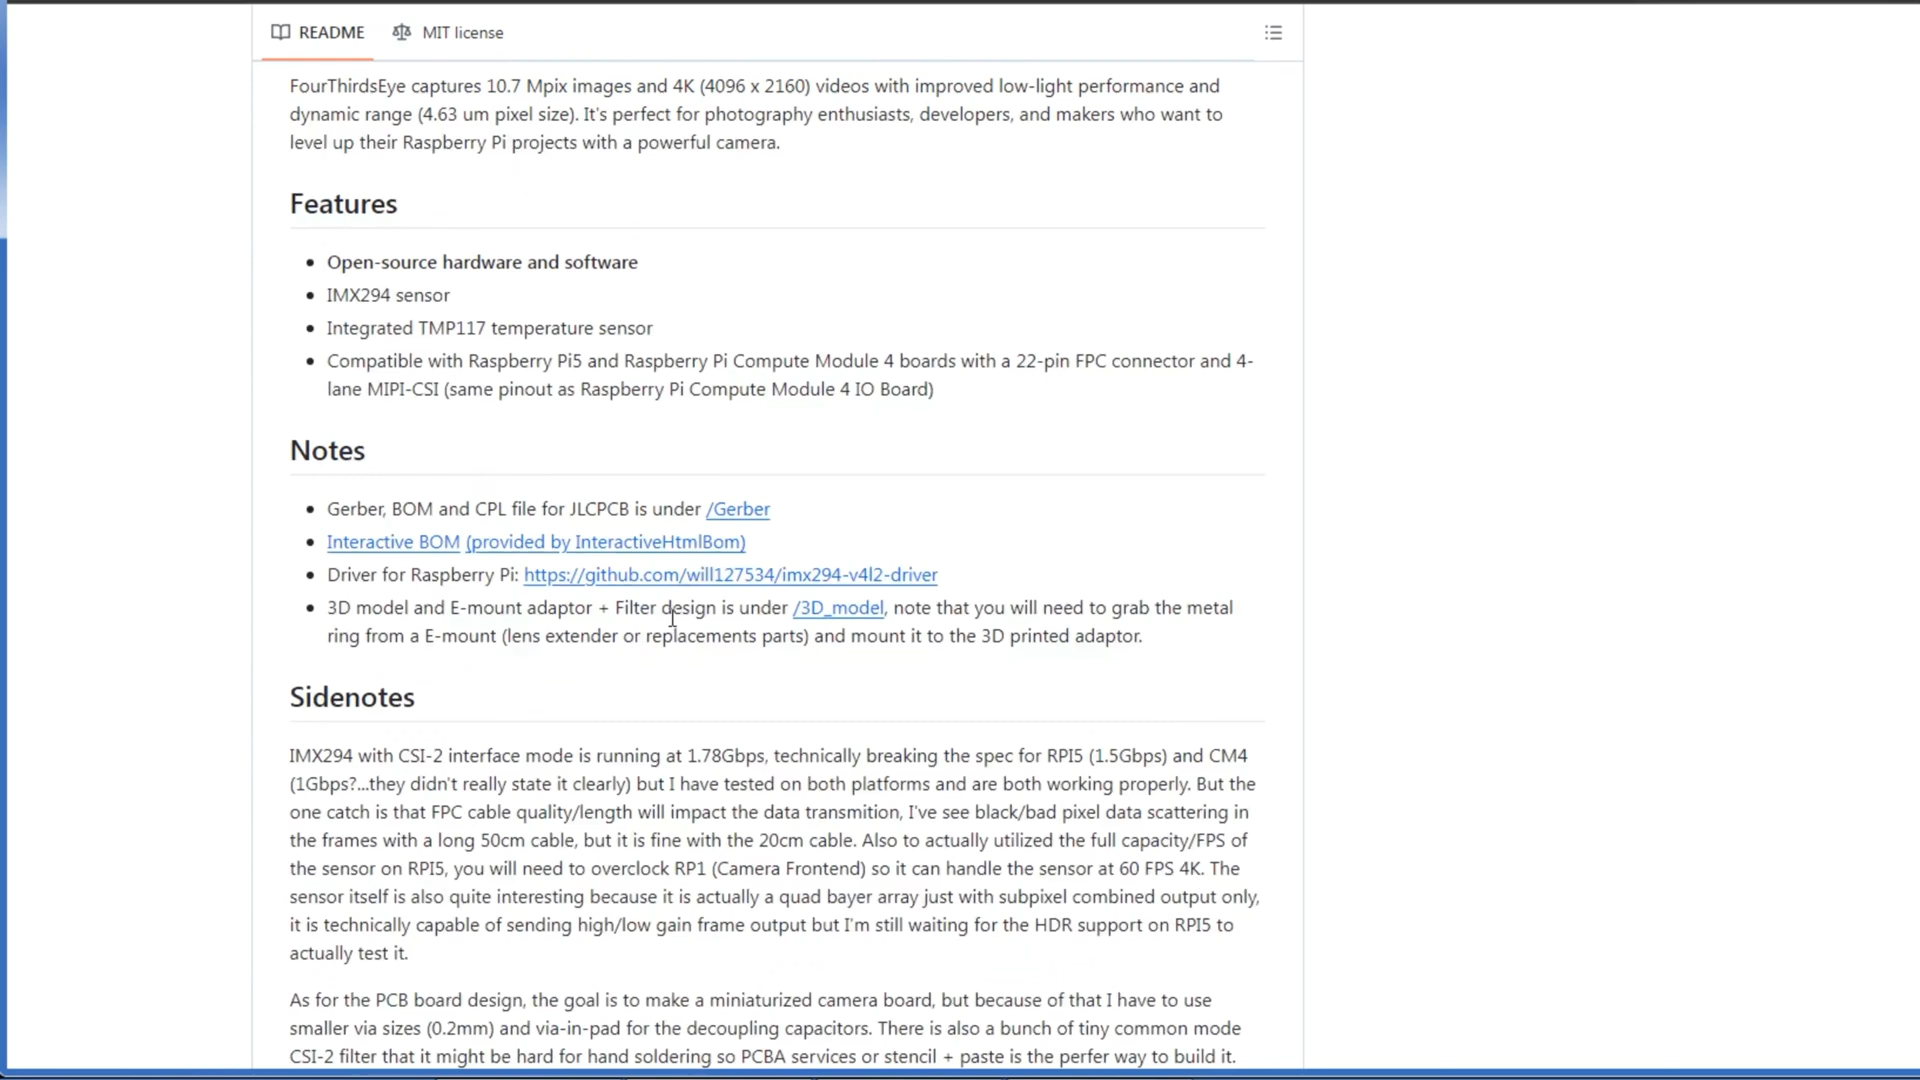 README
MIT license
FourThirdsEye captures 10.7 Mpix images and 4K (4096 x 2160) videos with improved low-light performance and
dynamic range (4.63 um pixel size). It's perfect for photography enthusiasts, developers, and makers who want to
level up their Raspberry Pi projects with a powerful camera.
Features
Open-source hardware and software
IMX294 sensor
Integrated TMP117 temperature sensor
Compatible with Raspberry Pi5 and Raspberry Pi Compute Module 4 boards with a 22-pin FPC connector and 4-
lane MIPI-CSI (same pinout as Raspberry Pi Compute Module 4 IO Board)
Notes
Gerber, BOM and CPL file for JLCPCB is under /Gerber
Interactive BOM (provided by InteractiveHtmlBom)
Driver for Raspberry Pi: https://github.com/will127534/imx294-v4l2-driver
3D model and E-mount adaptor + Filter design is under /3D_model, note that you will need to grab the metal
ring from a E-mount (lens extender or replacements parts) and mount it to the 3D printed adaptor.
Sidenotes
IMX294 with CSI-2 interface mode is running at 1.78Gbps, technically breaking the spec for RPI5 (1.5Gbps) and CM4
(1Gbps?...they didn't really state it clearly) but I have tested on both platforms and are both working properly. But the
one catch is that FPC cable quality/length will impact the data transmition, I've see black/bad pixel data scattering in
the frames with a long 50cm cable, but it is fine with the 20cm cable. Also to actually utilized the full capacity/FPS of
the sensor on RPI5, you will need to overclock RP1 (Camera Frontend) so it can handle the sensor at 60 FPS 4K. The
sensor itself is also quite interesting because it is actually a quad bayer array just with subpixel combined output only,
it is technically capable of sending high/low gain frame output but I'm still waiting for the HDR support on RPI5 to
actually test it.
As for the PCB board design, the goal is to make a miniaturized camera board, but because of that I have to use
smaller via sizes (0.2mm) and via-in-pad for the decoupling capacitors. There is also a bunch of tiny common mode
CSI-2 filter that it might be hard for hand soldering so PCBA services or stencil + paste is the perfer way to build it.